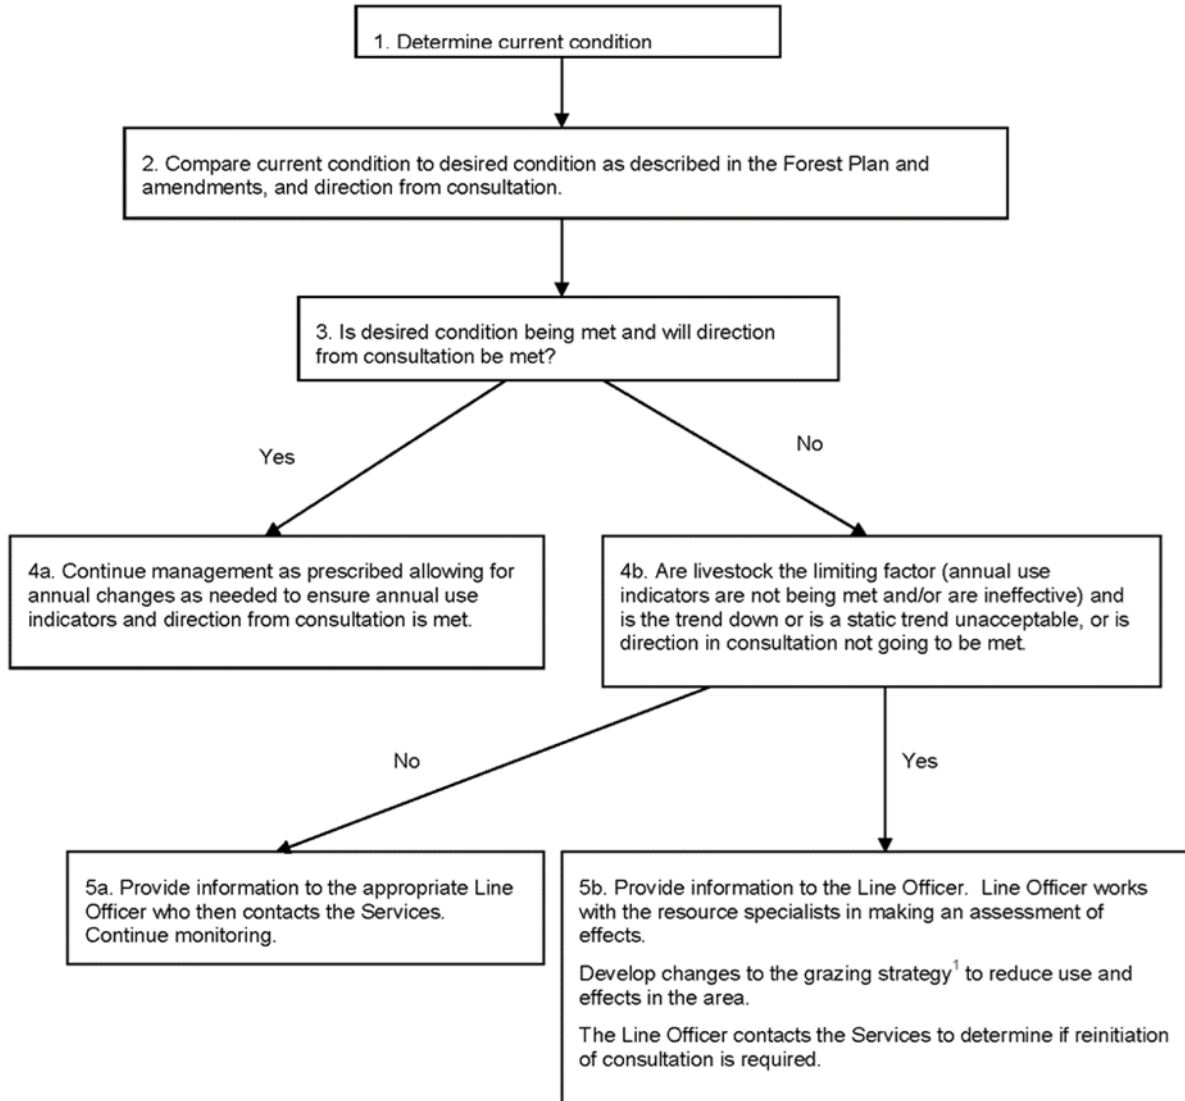 1. Determine current condition
2. Compare current condition to desired condition as described in the Forest Plan and
amendments, and direction from consultation.
3. Is desired condition being met and will direction
from consultation be met?
Yes
No
4a. Continue management as prescribed allowing for
annual changes as needed to ensure annual use
indicators and direction from consultation is met.
4b. Are livestock the limiting factor (annual use
indicators are not being met and/or are ineffective) and
is the trend down or is a static trend unacceptable, or is
direction in consultation not going to be met.
No
Yes
5a. Provide information to the appropriate Line
Officer who then contacts the Services.
Continue monitoring.
5b. Provide information to the Line Officer.  Line Officer works
with the resource specialists in making an assessment of
effects.
Develop changes to the grazing strategy¹ to reduce use and
effects in the area.
The Line Officer contacts the Services to determine if reinitiation
of consultation is required.